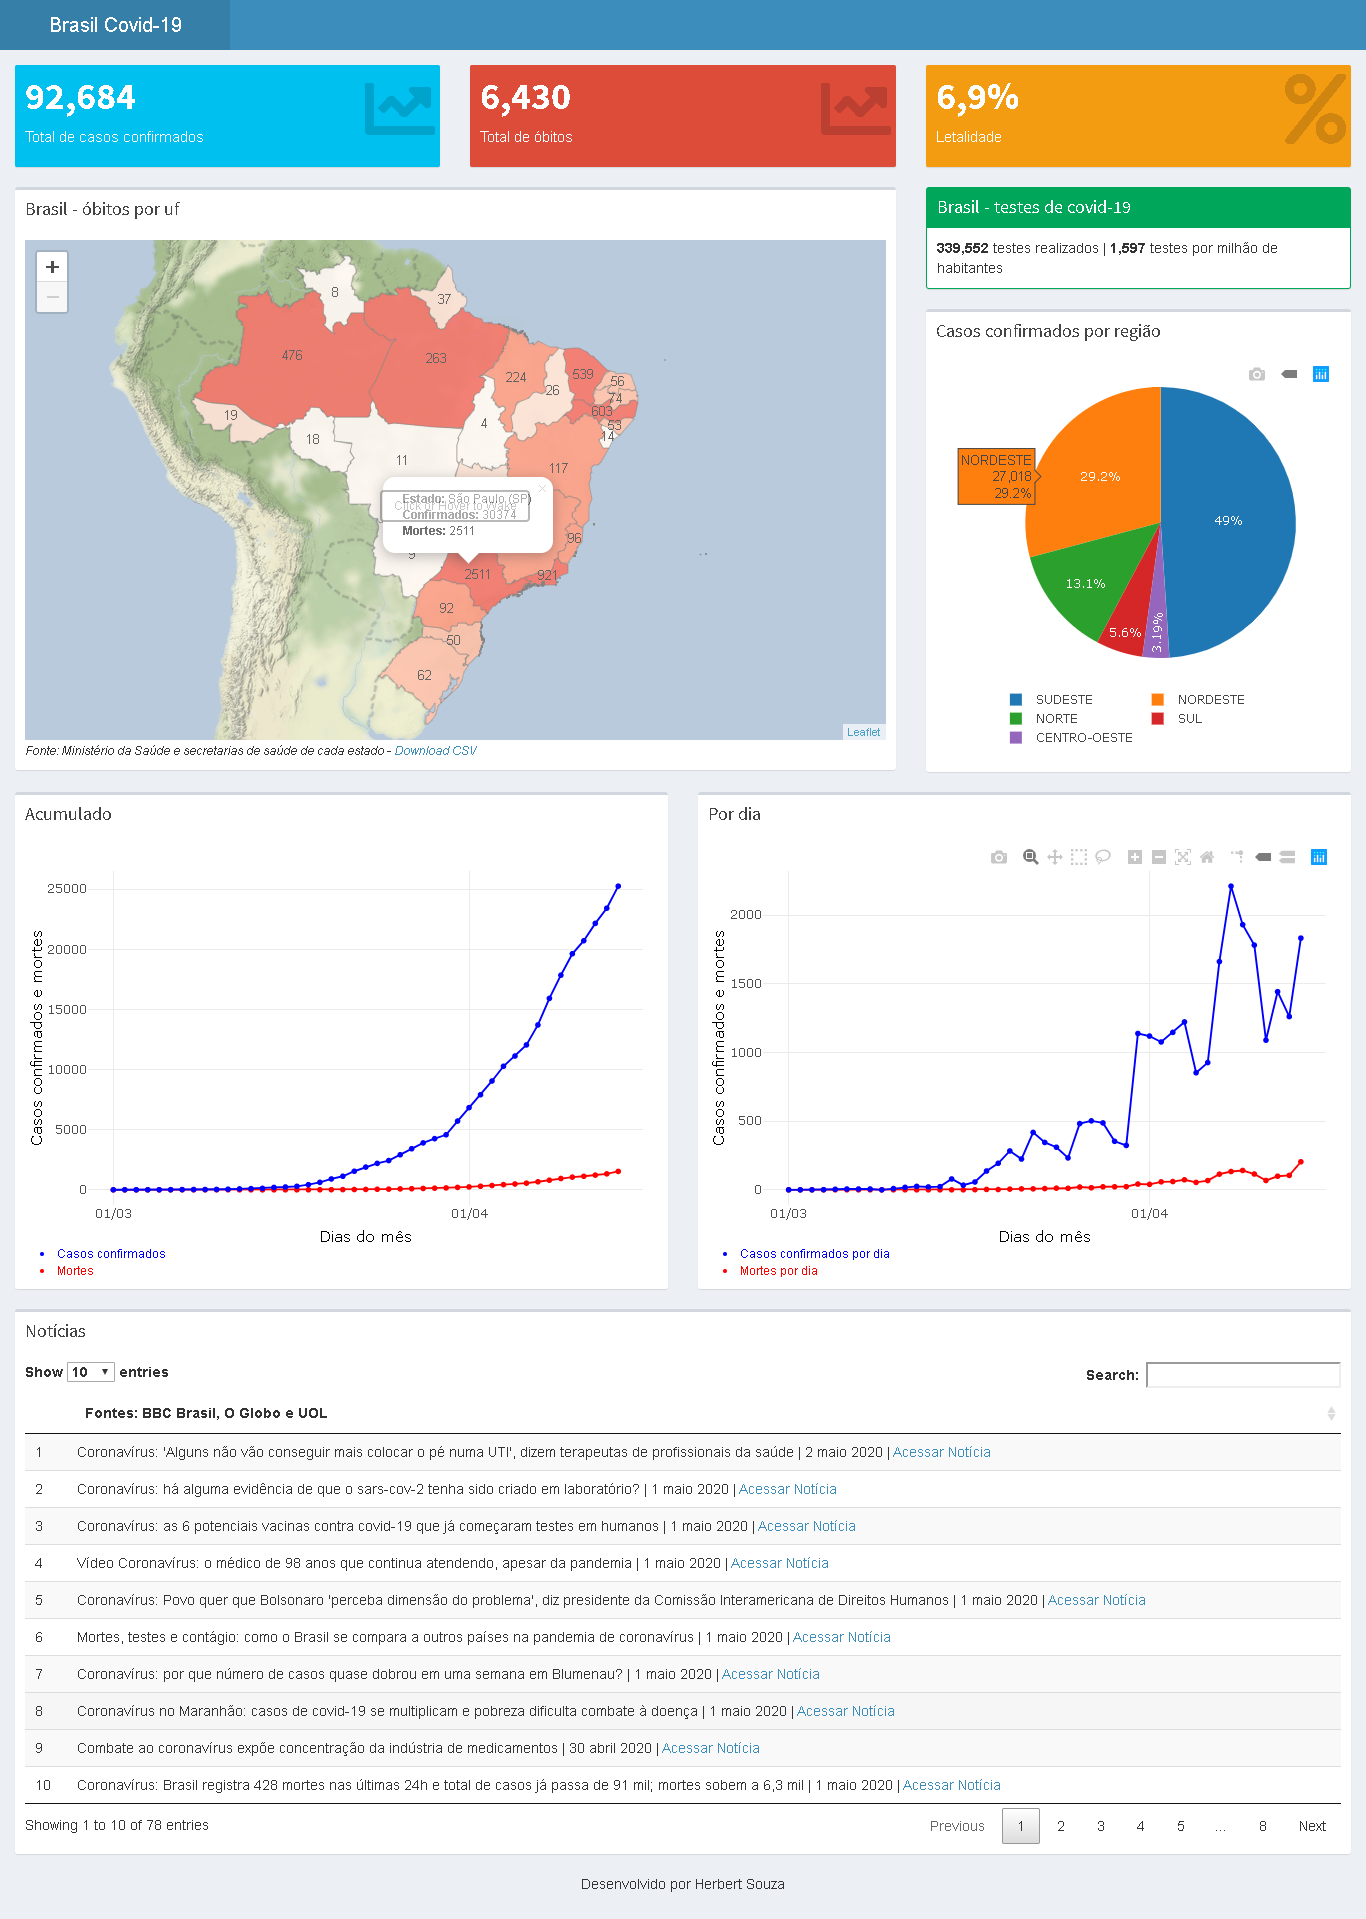 Brasil Covid-19
92,684
Total de casos confirmados
6,430
Total de óbitos
6,9%
Letalidade
Brasil - óbitos por uf
+
−
8
37
476
263
224
26
539
56
74
603
53
14
19
18
4
11
117
×
Estado: São Paulo (SP)
Click or Hover to Wake
Confirmados: 30374
Mortes: 2511
96
9
2511
921
92
50
62
Leaflet
Fonte: Ministério da Saúde e secretarias de saúde de cada estado - Download CSV
Brasil - testes de covid-19
339,552 testes realizados | 1,597 testes por milhão de
habitantes
Casos confirmados por região
NORDESTE
27,018
29.2%
29.2%
49%
13.1%
5.6%
3.19%
SUDESTE
NORDESTE
NORTE
SUL
CENTRO-OESTE
Acumulado
25000
20000
15000
10000
5000
0
01/03
01/04
Casos confirmados e mortes
Dias do mês
Casos confirmados
Mortes
Por dia
2000
1500
1000
500
0
01/03
01/04
Casos confirmados e mortes
Dias do mês
Casos confirmados por dia
Mortes por dia
Notícias
Show 10 entries
Search:
Fontes: BBC Brasil, O Globo e UOL
1 Coronavírus: 'Alguns não vão conseguir mais colocar o pé numa UTI', dizem terapeutas de profissionais da saúde | 2 maio 2020 | Acessar Notícia
2 Coronavírus: há alguma evidência de que o sars-cov-2 tenha sido criado em laboratório? | 1 maio 2020 | Acessar Notícia
3 Coronavírus: as 6 potenciais vacinas contra covid-19 que já começaram testes em humanos | 1 maio 2020 | Acessar Notícia
4 Vídeo Coronavírus: o médico de 98 anos que continua atendendo, apesar da pandemia | 1 maio 2020 | Acessar Notícia
5 Coronavírus: Povo quer que Bolsonaro 'perceba dimensão do problema', diz presidente da Comissão Interamericana de Direitos Humanos | 1 maio 2020 | Acessar Notícia
6 Mortes, testes e contágio: como o Brasil se compara a outros países na pandemia de coronavírus | 1 maio 2020 | Acessar Notícia
7 Coronavírus: por que número de casos quase dobrou em uma semana em Blumenau? | 1 maio 2020 | Acessar Notícia
8 Coronavírus no Maranhão: casos de covid-19 se multiplicam e pobreza dificulta combate à doença | 1 maio 2020 | Acessar Notícia
9 Combate ao coronavírus expõe concentração da indústria de medicamentos | 30 abril 2020 | Acessar Notícia
10 Coronavírus: Brasil registra 428 mortes nas últimas 24h e total de casos já passa de 91 mil; mortes sobem a 6,3 mil | 1 maio 2020 | Acessar Notícia
Showing 1 to 10 of 78 entries
Previous 1 2 3 4 5 … 8 Next
Desenvolvido por Herbert Souza